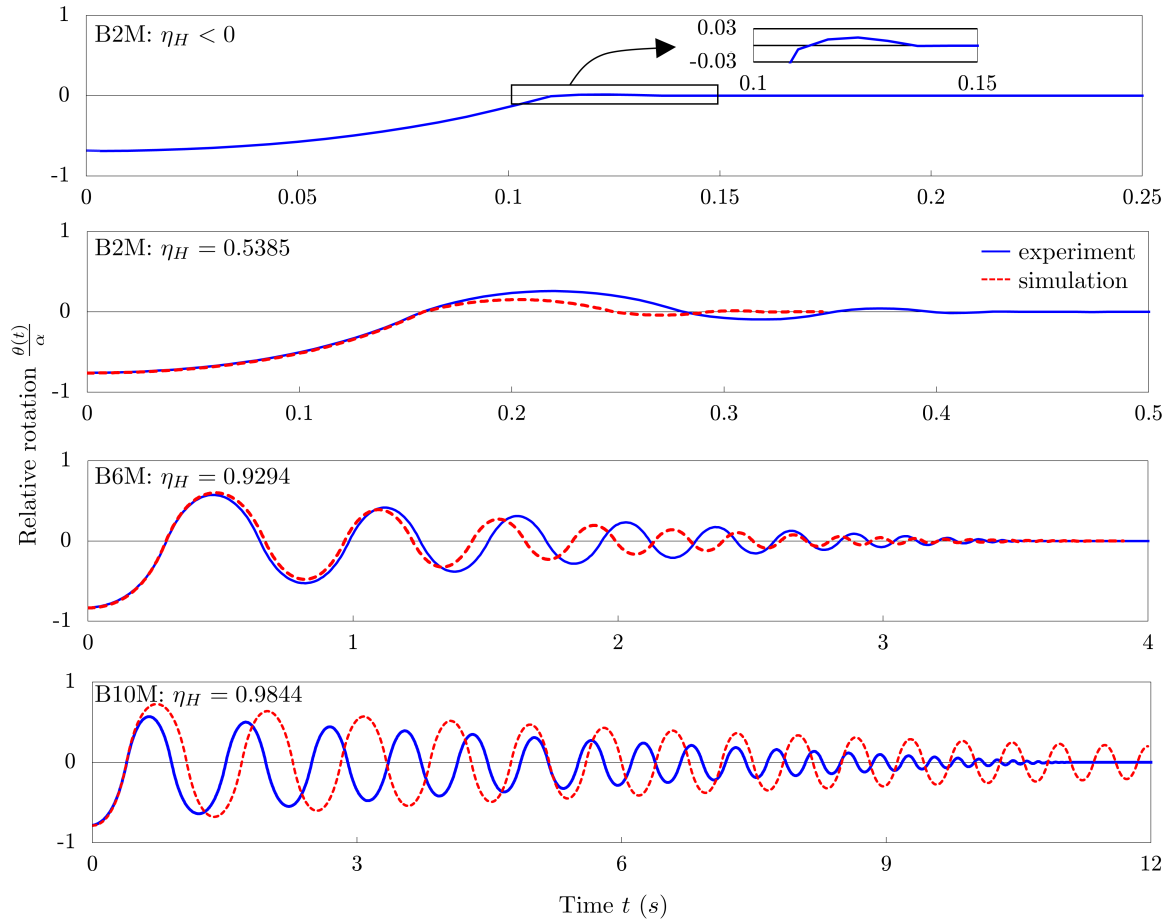 1
B2M: η_H < 0
0.03
-0.03
0.1 0.15
0
-1
0 0.05 0.1 0.15 0.2 0.25
1
B2M: η_H = 0.5385
experiment
simulation
0
-1
0 0.1 0.2 0.3 0.4 0.5
Relative rotation θ(t)/α
1
B6M: η_H = 0.9294
0
-1
0 1 2 3 4
1
B10M: η_H = 0.9844
0
-1
0 3 6 9 12
Time t (s)